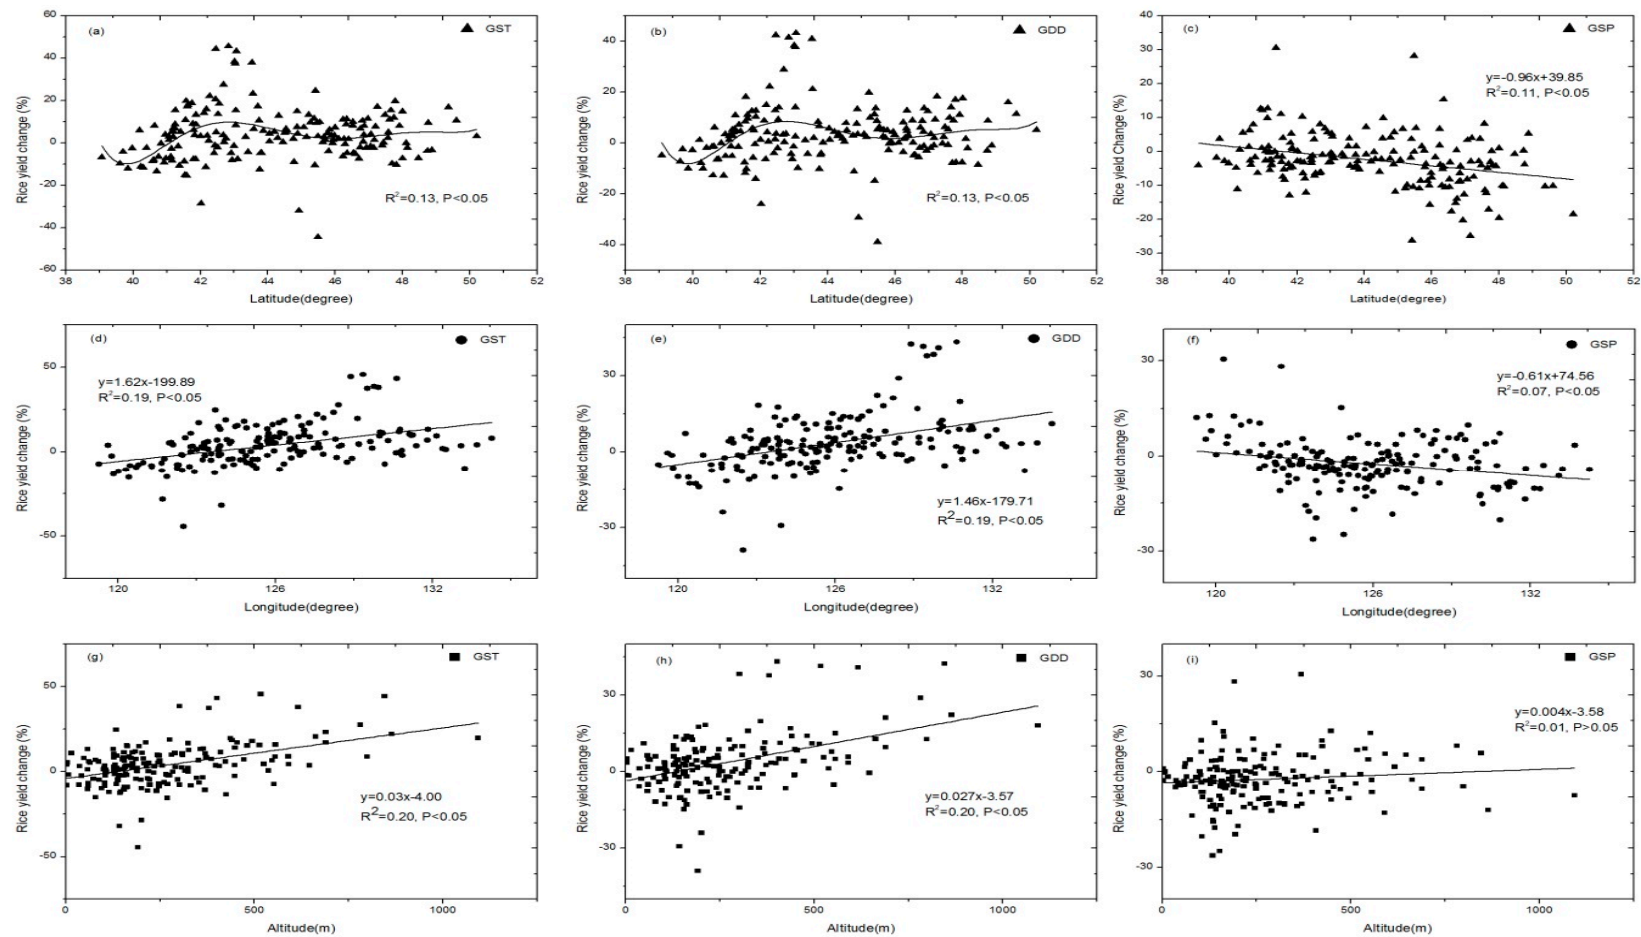 (a)
GST
60
40
20
0
-20
-40
-60
Rice yield change (%)
R²=0.13, P<0.05
38 40 42 44 46 48 50 52
Latitude(degree)
(b)
GDD
40
20
0
-20
-40
Rice yield change (%)
R²=0.13, P<0.05
38 40 42 44 46 48 50 52
Latitude(degree)
(c)
GSP
40
30
20
10
0
-10
-20
-30
Rice yield Change (%)
y=-0.96x+39.85
R²=0.11, P<0.05
38 40 42 44 46 48 50 52
Latitude(degree)
(d)
GST
50
0
-50
Rice yield change (%)
y=1.62x-199.89
R²=0.19, P<0.05
120 126 132
Longitude(degree)
(e)
GDD
30
0
-30
Rice yield change (%)
y=1.46x-179.71
R²=0.19, P<0.05
120 126 132
Longitude(degree)
(f)
GSP
30
0
-30
Rice yield change (%)
y=-0.61x+74.56
R²=0.07, P<0.05
120 126 132
Longitude(degree)
(g)
GST
50
0
-50
Rice yield change (%)
y=0.03x-4.00
R²=0.20, P<0.05
0 500 1000
Altitude(m)
(h)
GDD
30
0
-30
Rice yield change (%)
y=0.027x-3.57
R²=0.20, P<0.05
0 500 1000
Altitude(m)
(i)
GSP
30
0
-30
Rice yield change (%)
y=0.004x-3.58
R²=0.01, P>0.05
0 500 1000
Altitude(m)